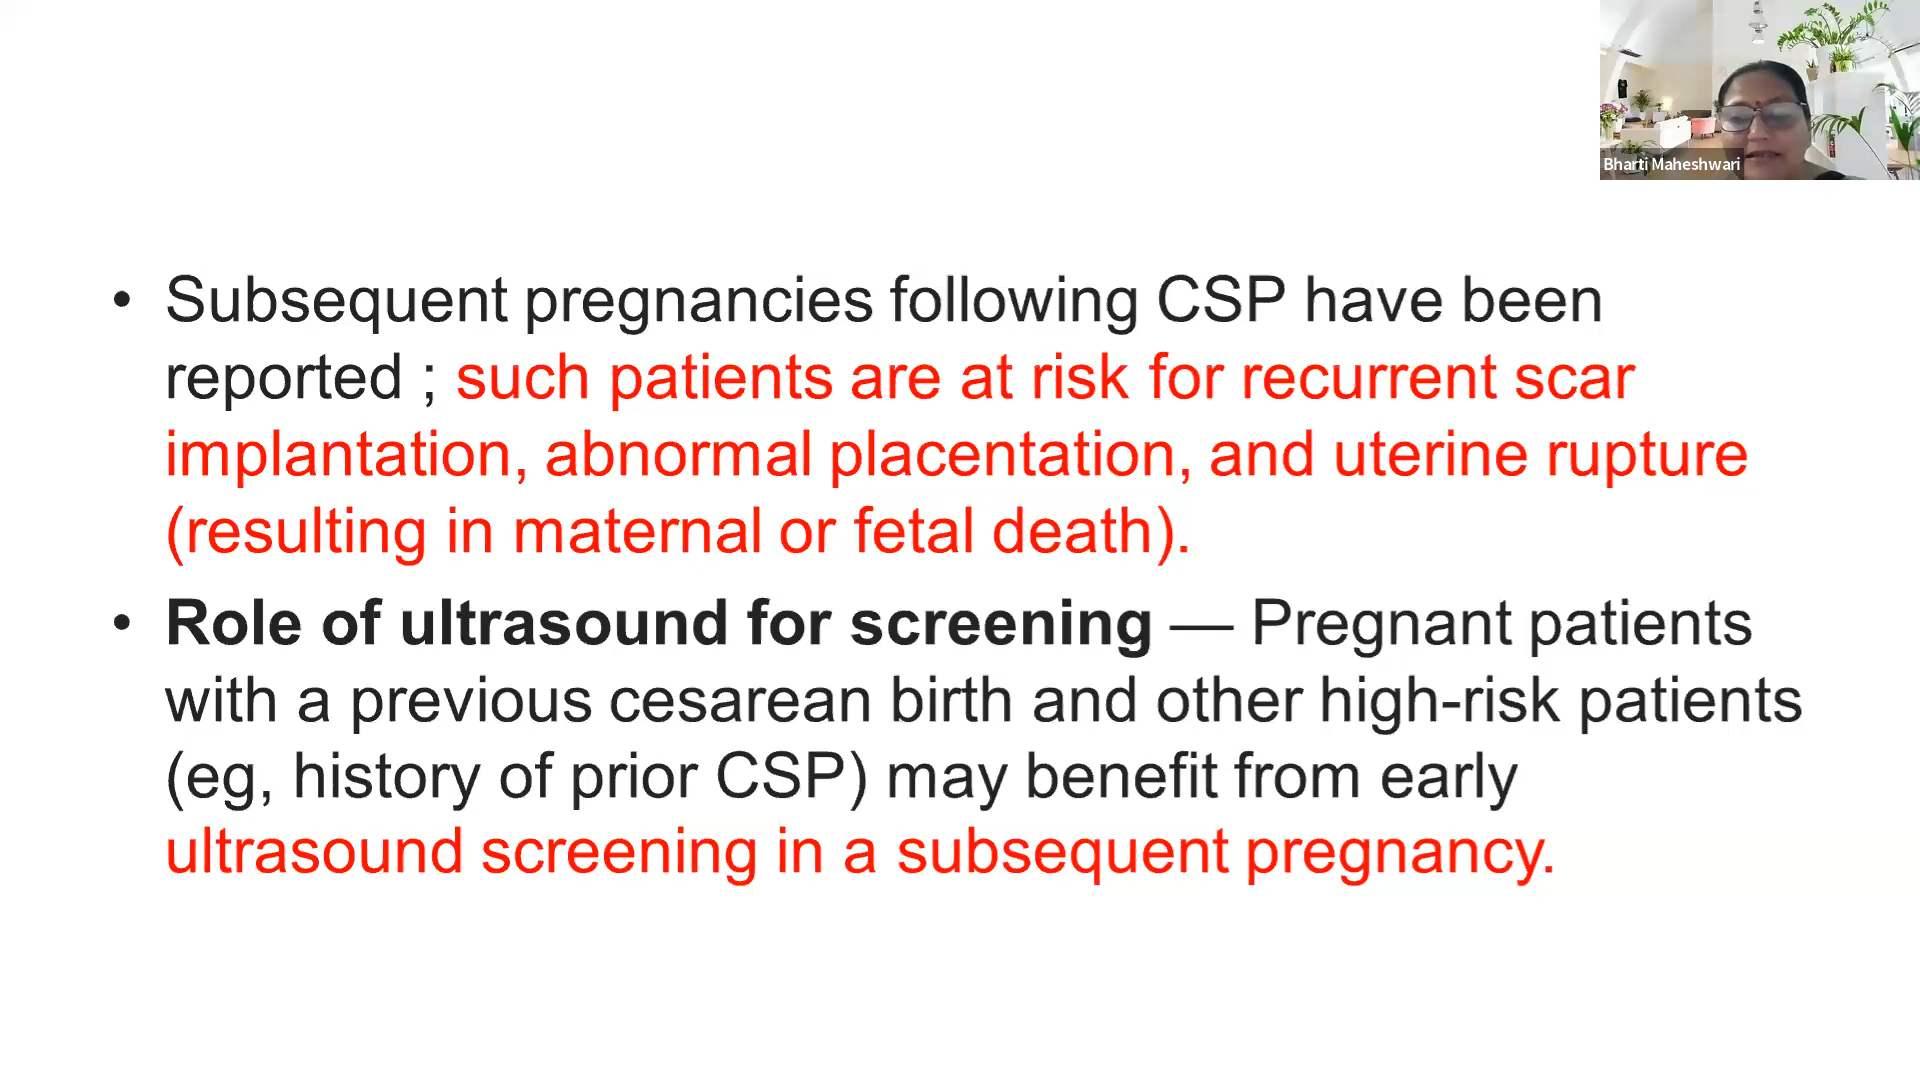 Bharti Maheshwari
• Subsequent pregnancies following CSP have been
reported ; such patients are at risk for recurrent scar
implantation, abnormal placentation, and uterine rupture
(resulting in maternal or fetal death).
• Role of ultrasound for screening — Pregnant patients
with a previous cesarean birth and other high-risk patients
(eg, history of prior CSP) may benefit from early
ultrasound screening in a subsequent pregnancy.